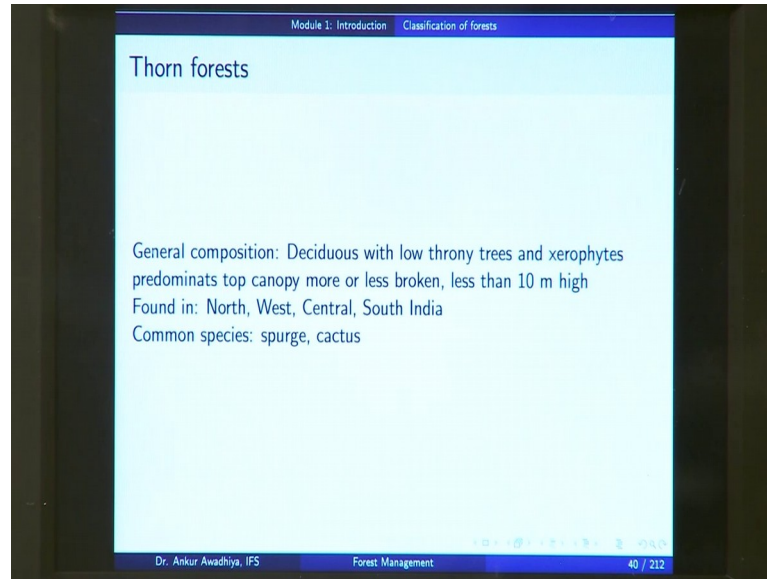 Module 1: Introduction Classification of forests
Thorn forests
General composition: Deciduous with low throny trees and xerophytes
predominats top canopy more or less broken, less than 10 m high
Found in: North, West, Central, South India
Common species: spurge, cactus
Dr. Ankur Awadhiya, IFS Forest Management 40 / 212